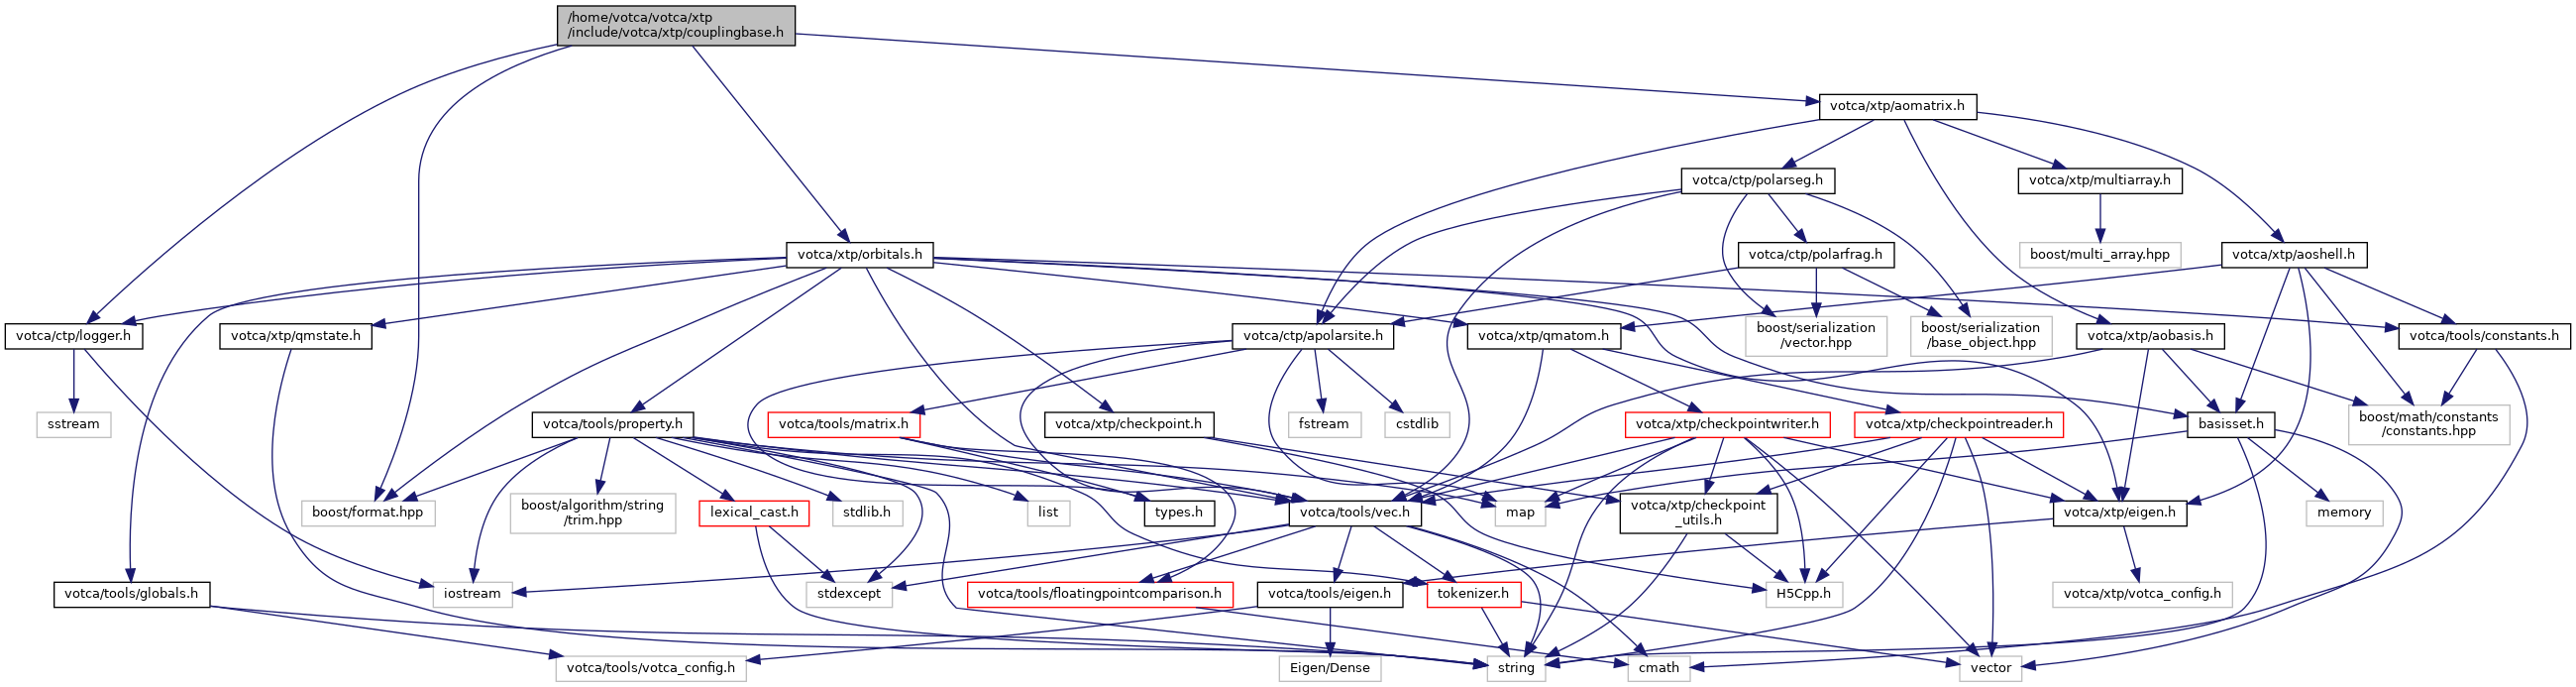 /home/votca/votca/xtp
/include/votca/xtp/couplingbase.h
votca/xtp/aomatrix.h
votca/ctp/polarseg.h
votca/xtp/multiarray.h
votca/xtp/orbitals.h
votca/ctp/polarfrag.h
boost/multi_array.hpp
votca/xtp/aoshell.h
votca/ctp/logger.h
votca/xtp/qmstate.h
votca/ctp/apolarsite.h
votca/xtp/qmatom.h
boost/serialization
/vector.hpp
boost/serialization
/base_object.hpp
votca/xtp/aobasis.h
votca/tools/constants.h
sstream
votca/tools/property.h
votca/tools/matrix.h
votca/xtp/checkpoint.h
fstream
cstdlib
votca/xtp/checkpointwriter.h
votca/xtp/checkpointreader.h
basisset.h
boost/math/constants
/constants.hpp
boost/format.hpp
boost/algorithm/string
/trim.hpp
lexical_cast.h
stdlib.h
list
types.h
votca/tools/vec.h
map
votca/xtp/checkpoint
_utils.h
votca/xtp/eigen.h
memory
votca/tools/globals.h
iostream
stdexcept
votca/tools/floatingpointcomparison.h
votca/tools/eigen.h
tokenizer.h
H5Cpp.h
votca/xtp/votca_config.h
votca/tools/votca_config.h
Eigen/Dense
string
cmath
vector